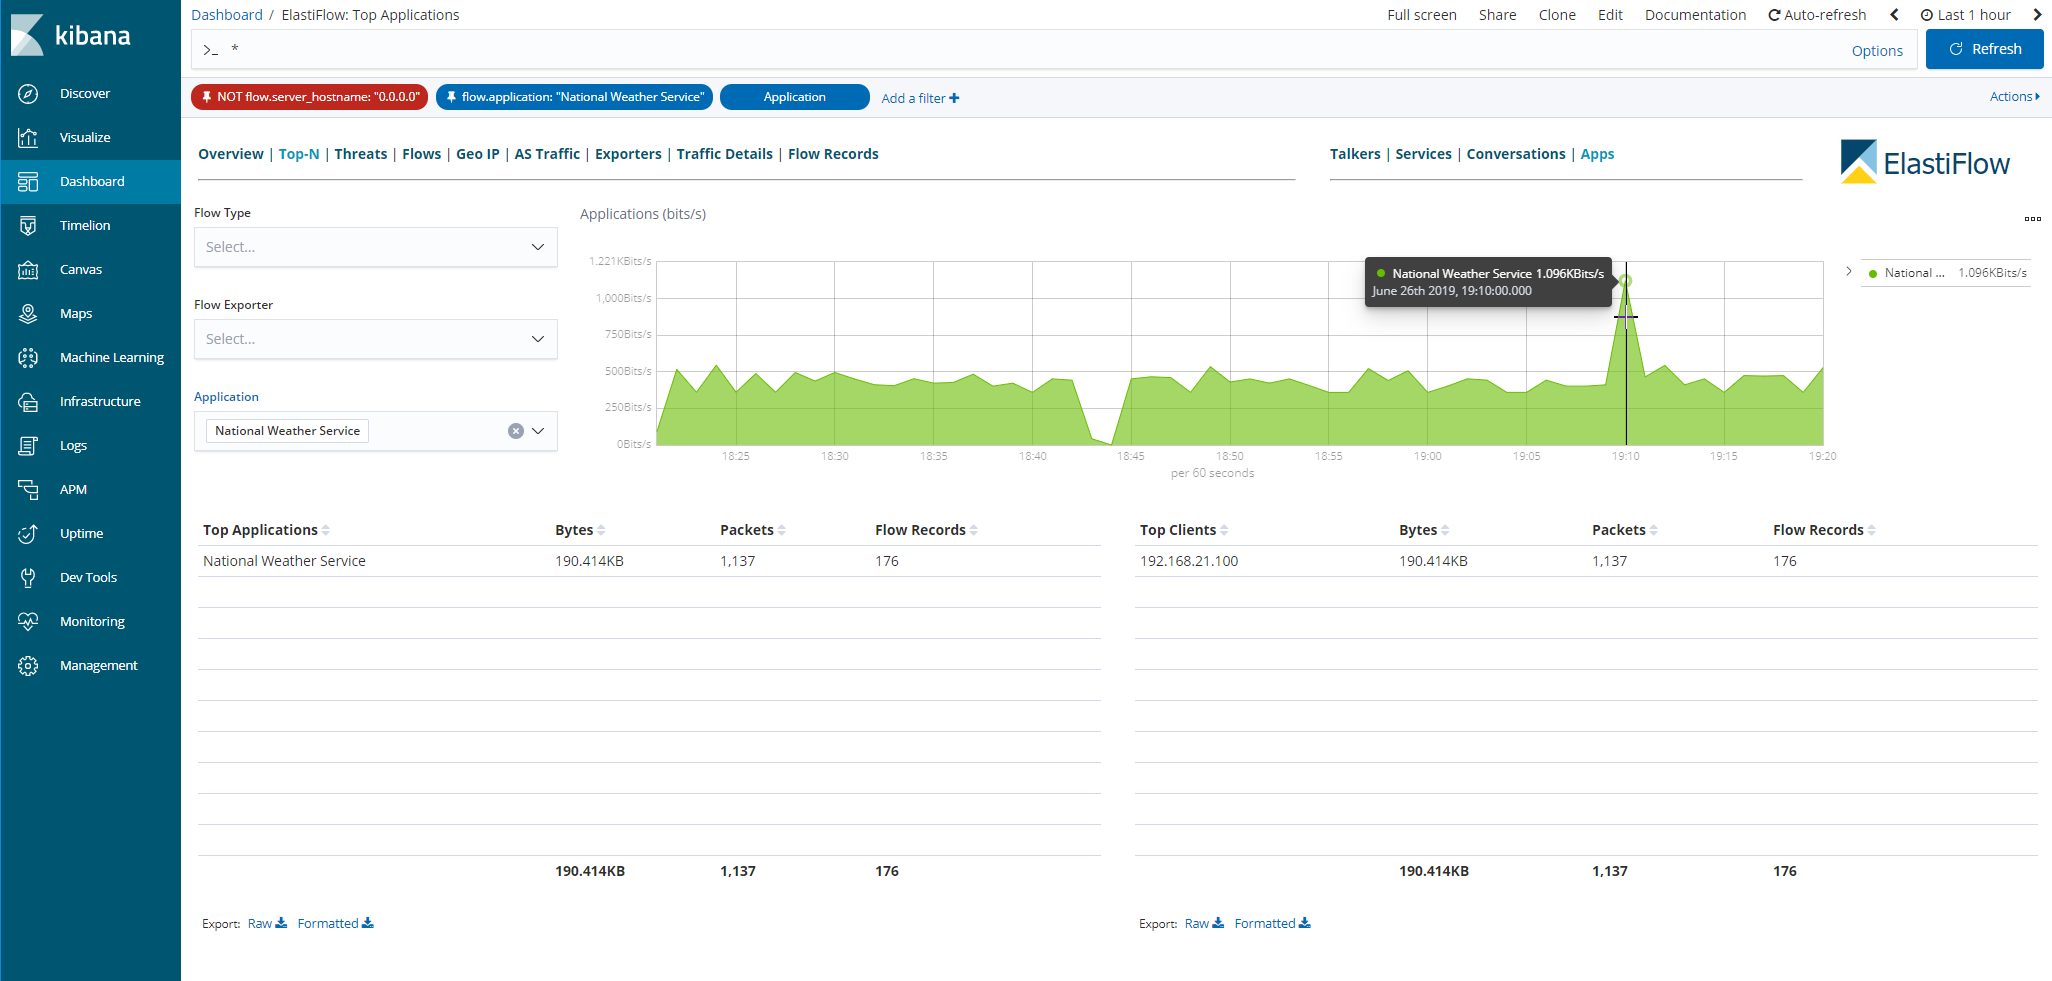 kibana
Discover
Visualize
Dashboard
Timelion
Canvas
Maps
Machine Learning
Infrastructure
Logs
APM
Uptime
Dev Tools
Monitoring
Management
Dashboard / ElastiFlow: Top Applications
Full screen Share Clone Edit Documentation Auto-refresh Last 1 hour
>_ *
Options
Refresh
NOT flow.server_hostname: "0.0.0.0" flow.application: "National Weather Service" Application Add a filter
Actions
Overview | Top-N | Threats | Flows | Geo IP | AS Traffic | Exporters | Traffic Details | Flow Records
Talkers | Services | Conversations | Apps
ElastiFlow
Flow Type
Select...
Flow Exporter
Select...
Application
National Weather Service
Applications (bits/s)
1.221KBits/s
1,000Bits/s
750Bits/s
500Bits/s
250Bits/s
0Bits/s
18:25 18:30 18:35 18:40 18:45 18:50 18:55 19:00 19:05 19:10 19:15 19:20
per 60 seconds
National Weather Service 1.096KBits/s
June 26th 2019, 19:10:00.000
National ... 1.096KBits/s
Top Applications Bytes Packets Flow Records
National Weather Service 190.414KB 1,137 176
190.414KB 1,137 176
Export: Raw Formatted
Top Clients Bytes Packets Flow Records
192.168.21.100 190.414KB 1,137 176
190.414KB 1,137 176
Export: Raw Formatted